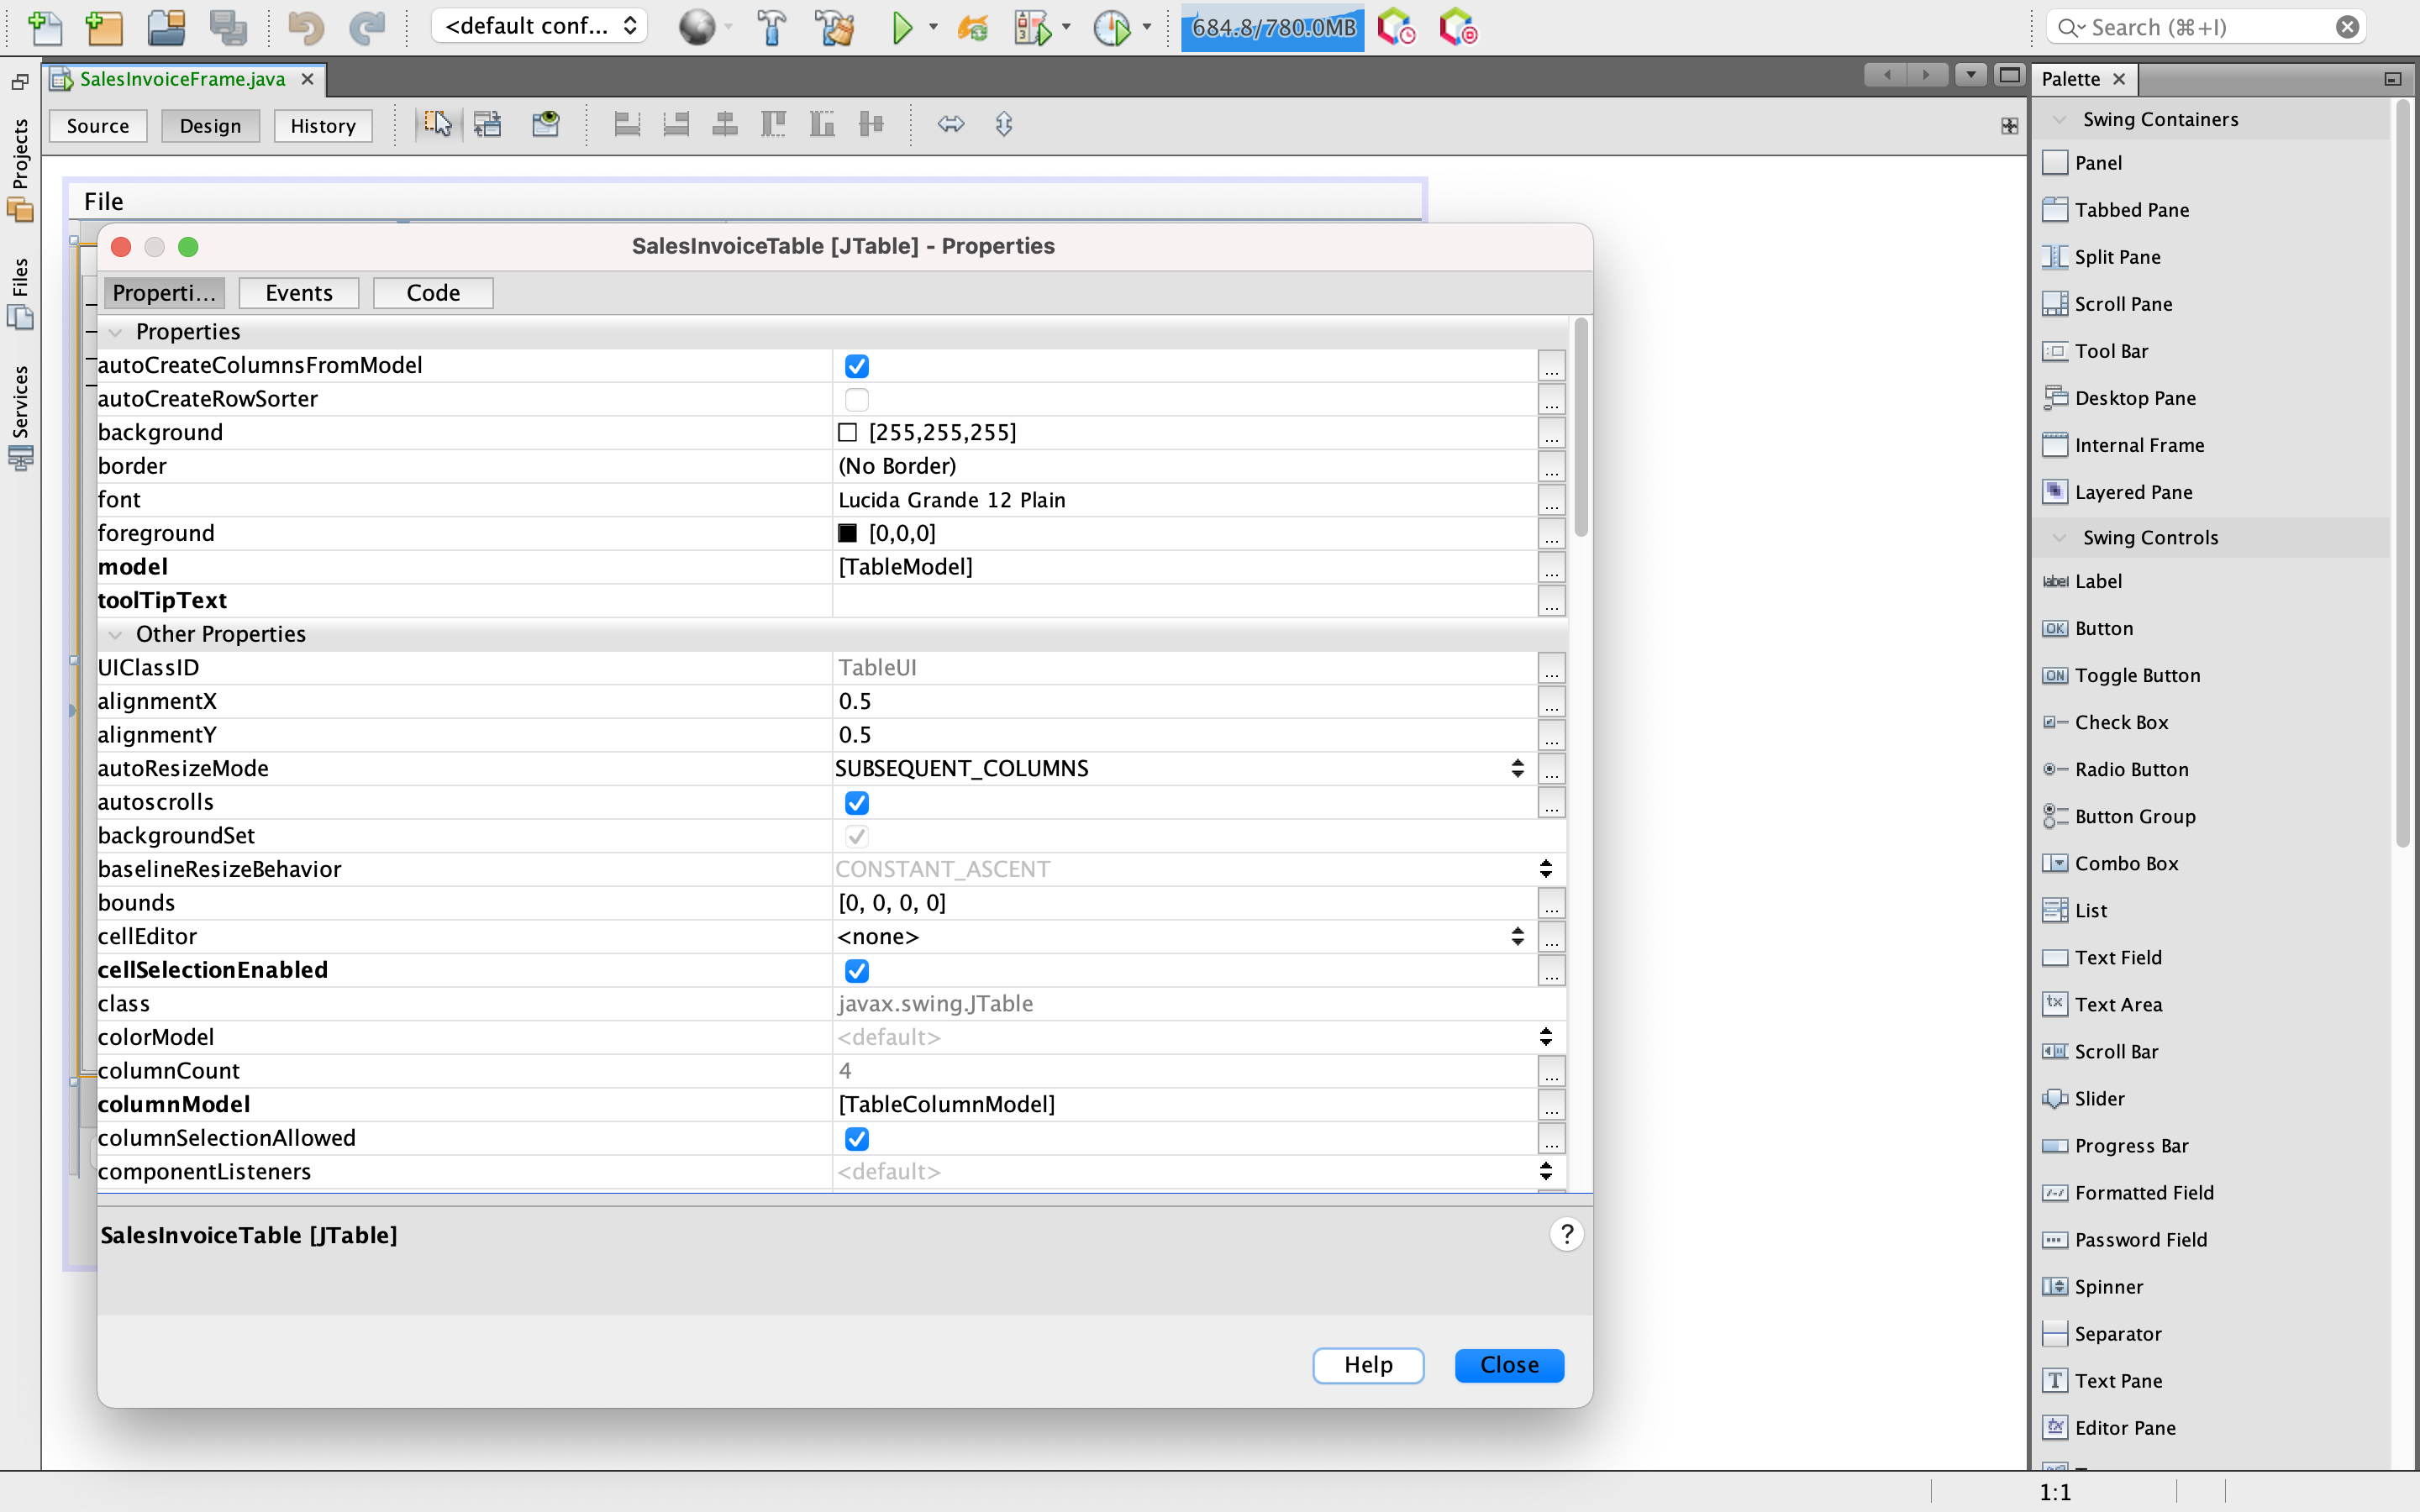 <default conf...
684.8/780.0MB
Search (⌘+I)
SalesInvoiceFrame.java
Source
Design
History
Projects
Files
Services
File
SalesInvoiceTable [JTable] - Properties
Properti...
Events
Code
Properties
autoCreateColumnsFromModel
...
autoCreateRowSorter
...
background
[255,255,255]
...
border
(No Border)
...
font
Lucida Grande 12 Plain
...
foreground
[0,0,0]
...
model
[TableModel]
...
toolTipText
...
Other Properties
UIClassID
TableUI
...
alignmentX
0.5
...
alignmentY
0.5
...
autoResizeMode
SUBSEQUENT_COLUMNS
...
autoscrolls
...
backgroundSet
baselineResizeBehavior
CONSTANT_ASCENT
bounds
[0, 0, 0, 0]
...
cellEditor
<none>
...
cellSelectionEnabled
...
class
javax.swing.JTable
colorModel
<default>
columnCount
4
...
columnModel
[TableColumnModel]
...
columnSelectionAllowed
...
componentListeners
<default>
SalesInvoiceTable [JTable]
?
Help
Close
Palette
Swing Containers
Panel
Tabbed Pane
Split Pane
Scroll Pane
Tool Bar
Desktop Pane
Internal Frame
Layered Pane
Swing Controls
label
Label
OK
Button
ON
Toggle Button
Check Box
Radio Button
Button Group
Combo Box
List
Text Field
Text Area
Scroll Bar
Slider
Progress Bar
Formatted Field
Password Field
Spinner
Separator
T
Text Pane
Editor Pane
1:1